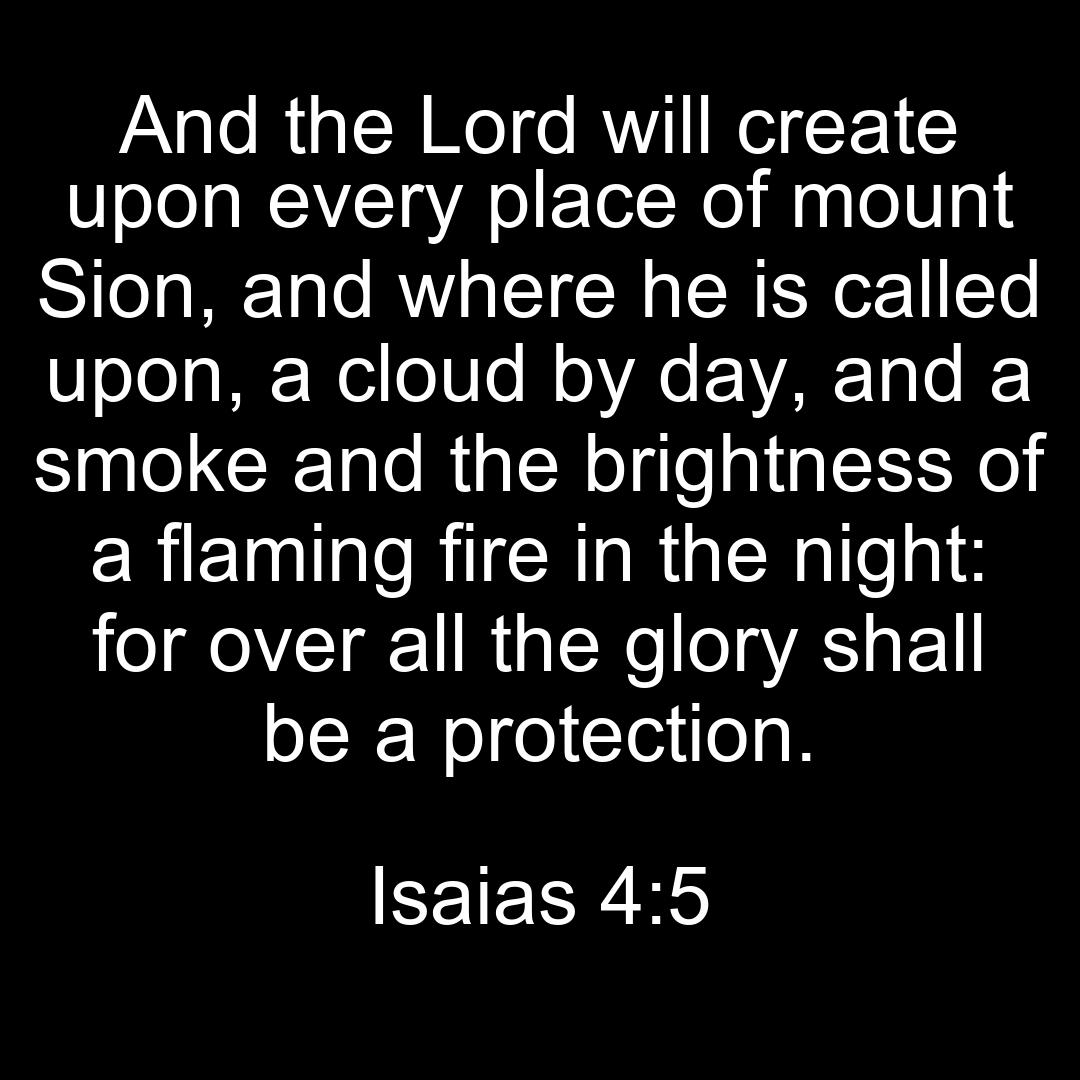 And the Lord will create
upon every place of mount
Sion, and where he is called
upon, a cloud by day, and a
smoke and the brightness of
a flaming fire in the night:
for over all the glory shall
be a protection.
Isaias 4:5